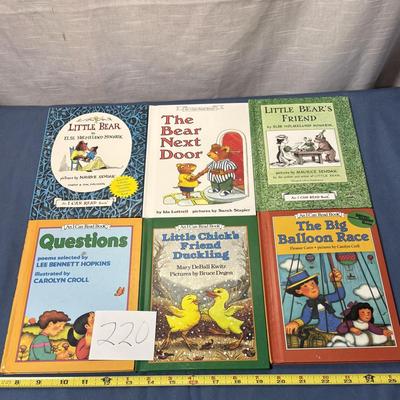 LITTLE BEAR
by
ELSE HOLMELUND MINARIK
pictures by MAURICE SENDAK
An I CAN READ Book
An I Can Read Book
The
Bear
Next
Door
by Ida Luttrell · pictures by Sarah Stapler
LITTLE BEAR'S
FRIEND
by ELSE HOLMELUND MINARIK
pictures by MAURICE SENDAK
An I CAN READ Book
An I Can Read Book
Questions
poems selected by
LEE BENNETT HOPKINS
illustrated by
CAROLYN CROLL
220
An I Can Read Book
Little Chick's
Friend
Duckling
Mary DeBall Kwitz
Pictures by Bruce Degen
An I Can Read Book
The Big
Balloon Race
Eleanor Coerr · pictures by Carolyn Croll